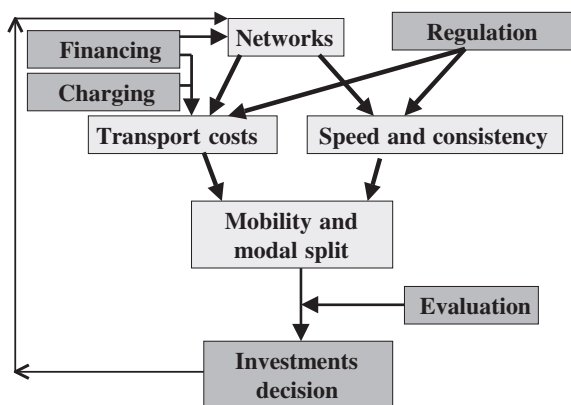 Financing
Networks
Regulation
Charging
Transport costs
Speed and consistency
Mobility and
modal split
Evaluation
Investments
decision